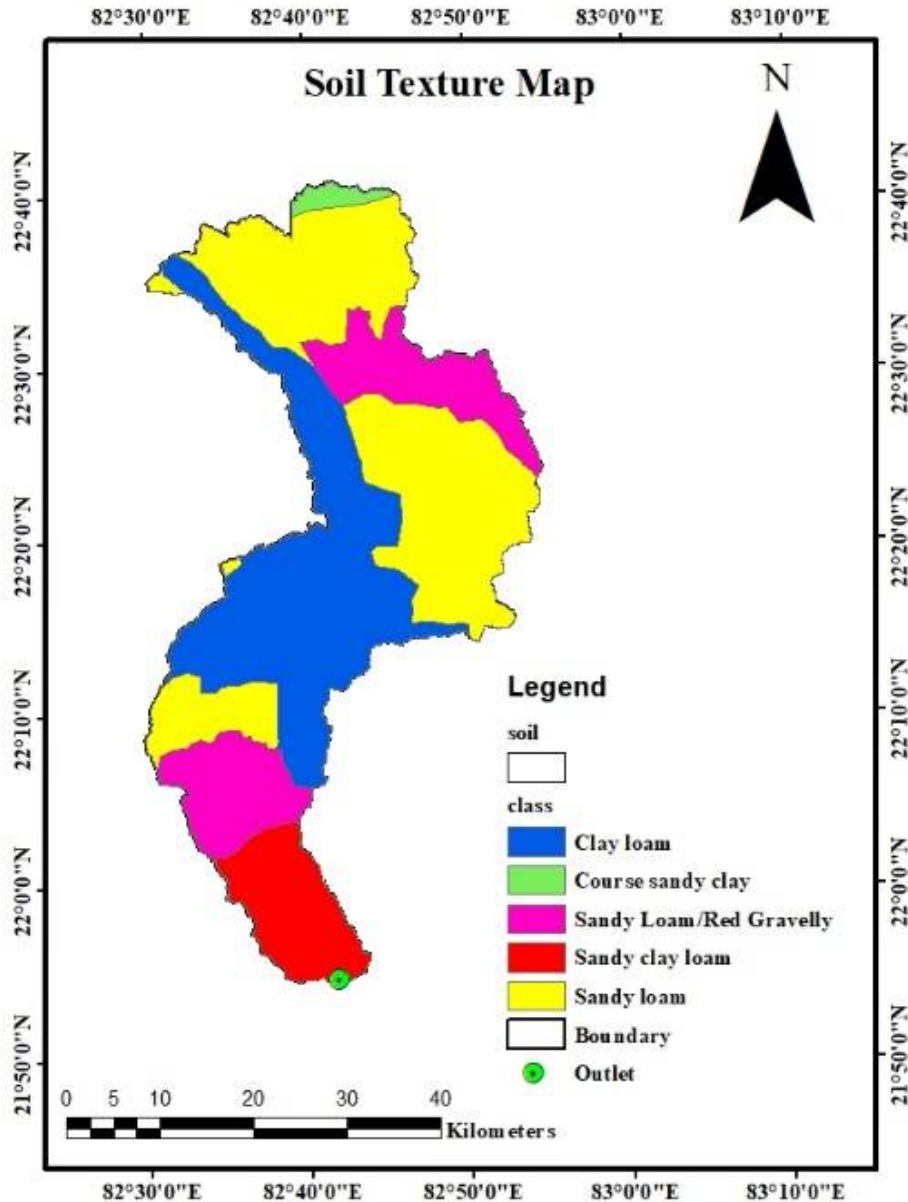 82°30'0"E 82°40'0"E 82°50'0"E 83°0'0"E 83°10'0"E
Soil Texture Map
N
22°40'0"N 22°40'0"N
22°30'0"N 22°30'0"N
22°20'0"N 22°20'0"N
22°10'0"N 22°10'0"N
22°0'0"N 22°0'0"N
21°50'0"N 21°50'0"N
Legend
soil
class
Clay loam
Course sandy clay
Sandy Loam/Red Gravelly
Sandy clay loam
Sandy loam
Boundary
Outlet
0 5 10 20 30 40
Kilometers
82°30'0"E 82°40'0"E 82°50'0"E 83°0'0"E 83°10'0"E